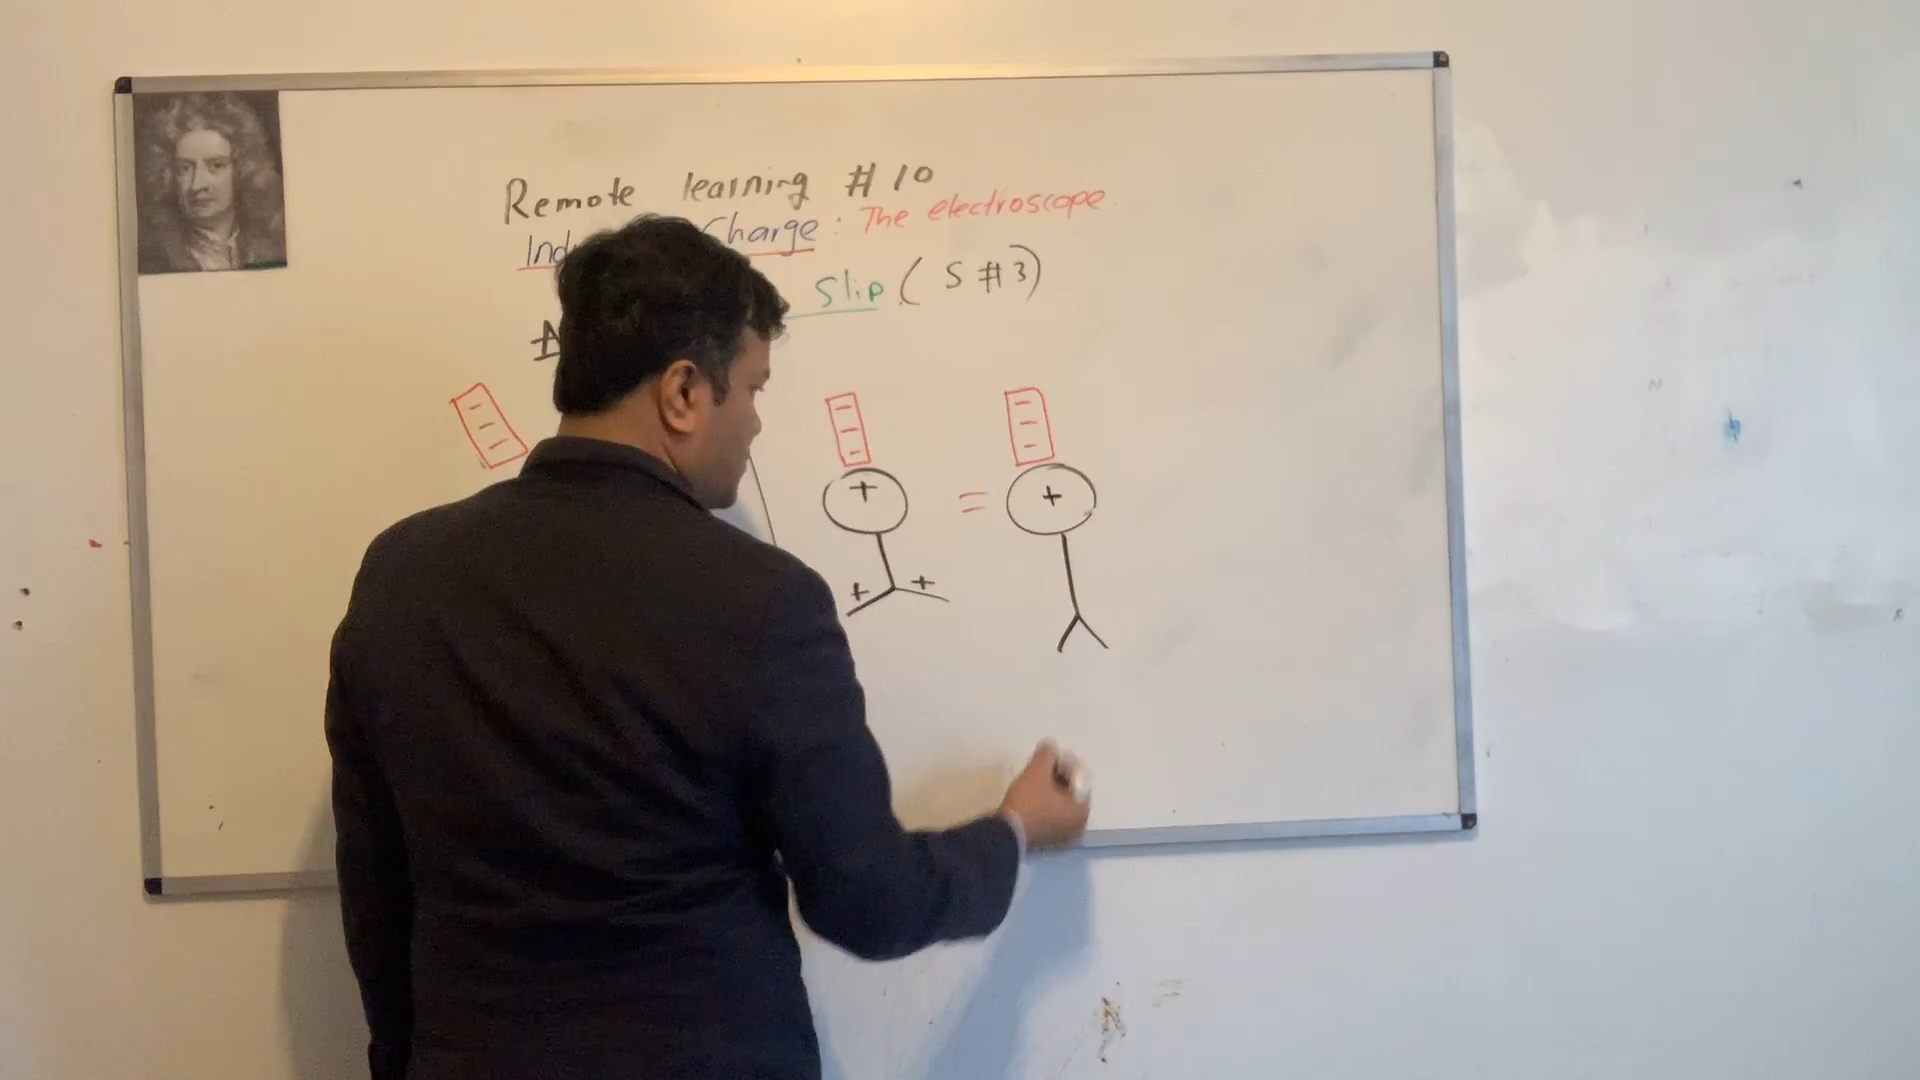 Remote learning # 10
Charge : The electroscope
Slip ( S #3)
- - - - - -
- - -
+ = +
+ +